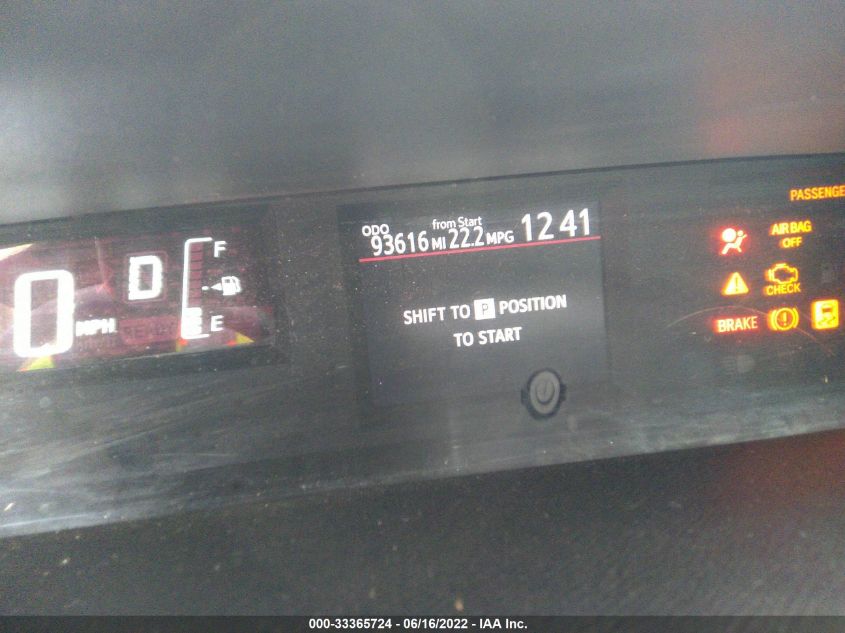 PASSENGE
ODO from Start
93616 MI 22.2 MPG 12 41
AIR BAG
OFF
F
D
0 MPH
E
CHECK
SHIFT TO P POSITION
TO START
BRAKE
000-33365724 - 06/16/2022 - IAA Inc.